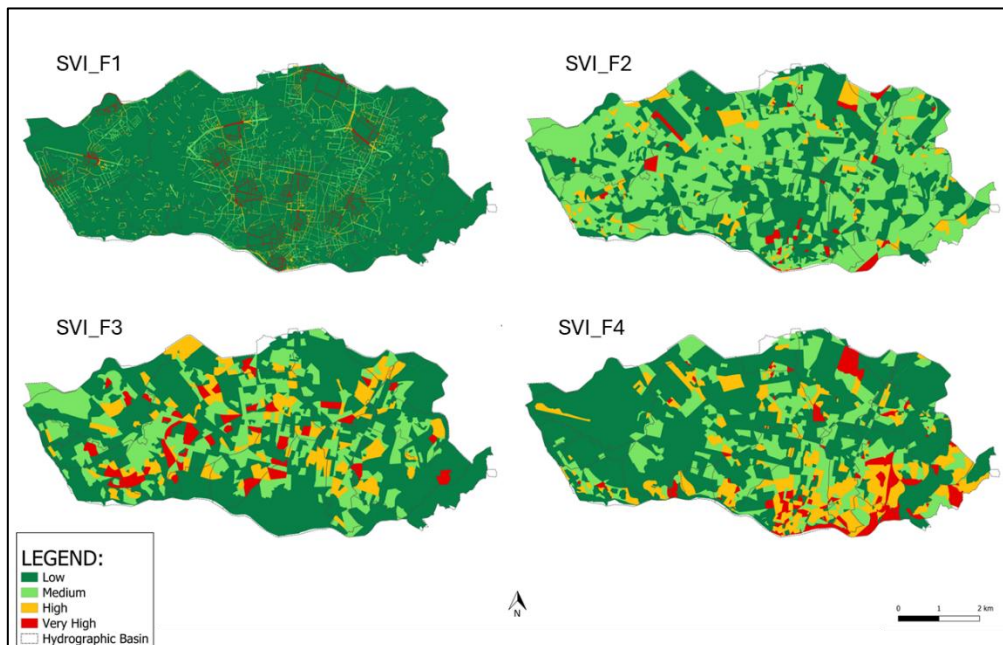 SVI_F1
SVI_F2
SVI_F3
SVI_F4
LEGEND:
Low
Medium
High
Very High
Hydrographic Basin
N
0 1 2 km